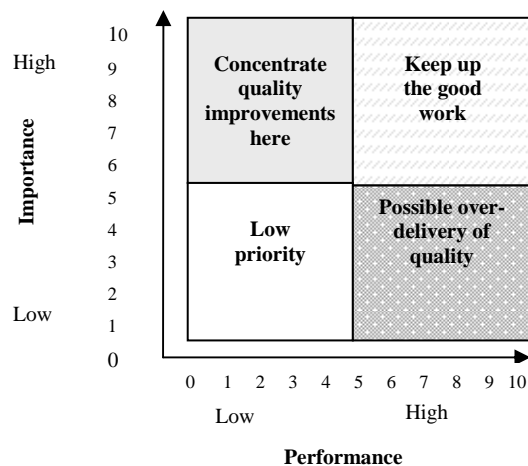 10
High
9
8
7
6
5
4
3
2
Low
1
0
Importance
Concentrate
quality
improvements
here
Keep up
the good
work
Low
priority
Possible over-
delivery of
quality
0 1 2 3 4 5 6 7 8 9 10
Low
High
Performance